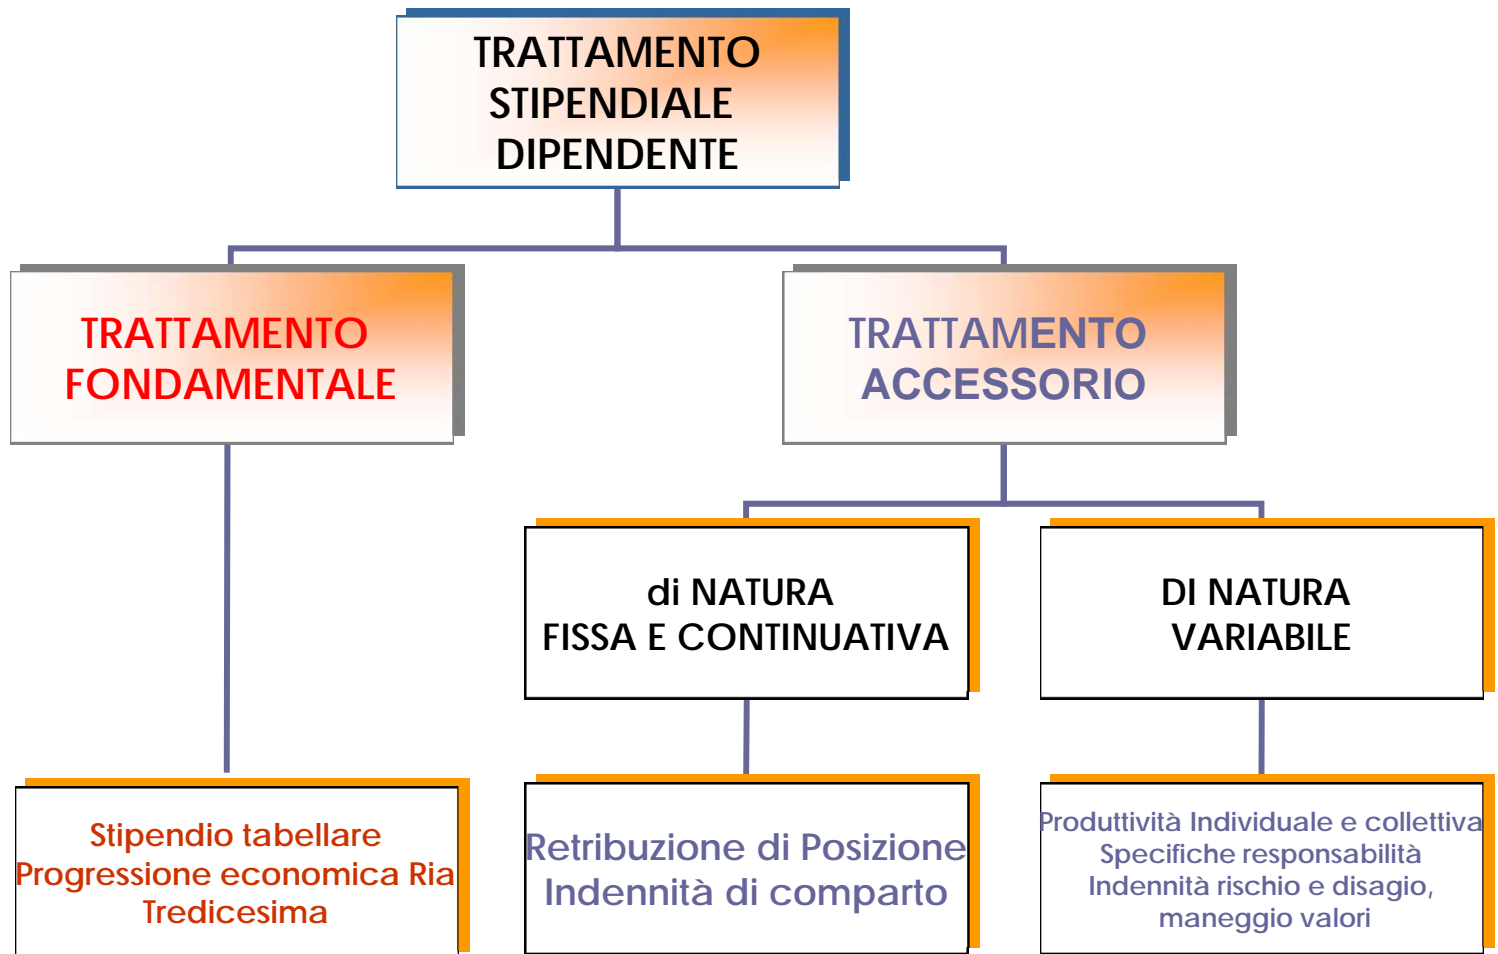 TRATTAMENTO
STIPENDIALE
DIPENDENTE
TRATTAMENTO
FONDAMENTALE
TRATTAMENTO
ACCESSORIO
di NATURA
FISSA E CONTINUATIVA
DI NATURA
VARIABILE
Stipendio tabellare
Progressione economica Ria
Tredicesima
Retribuzione di Posizione
Indennità di comparto
Produttività Individuale e collettiva
Specifiche responsabilità
Indennità rischio e disagio,
maneggio valori